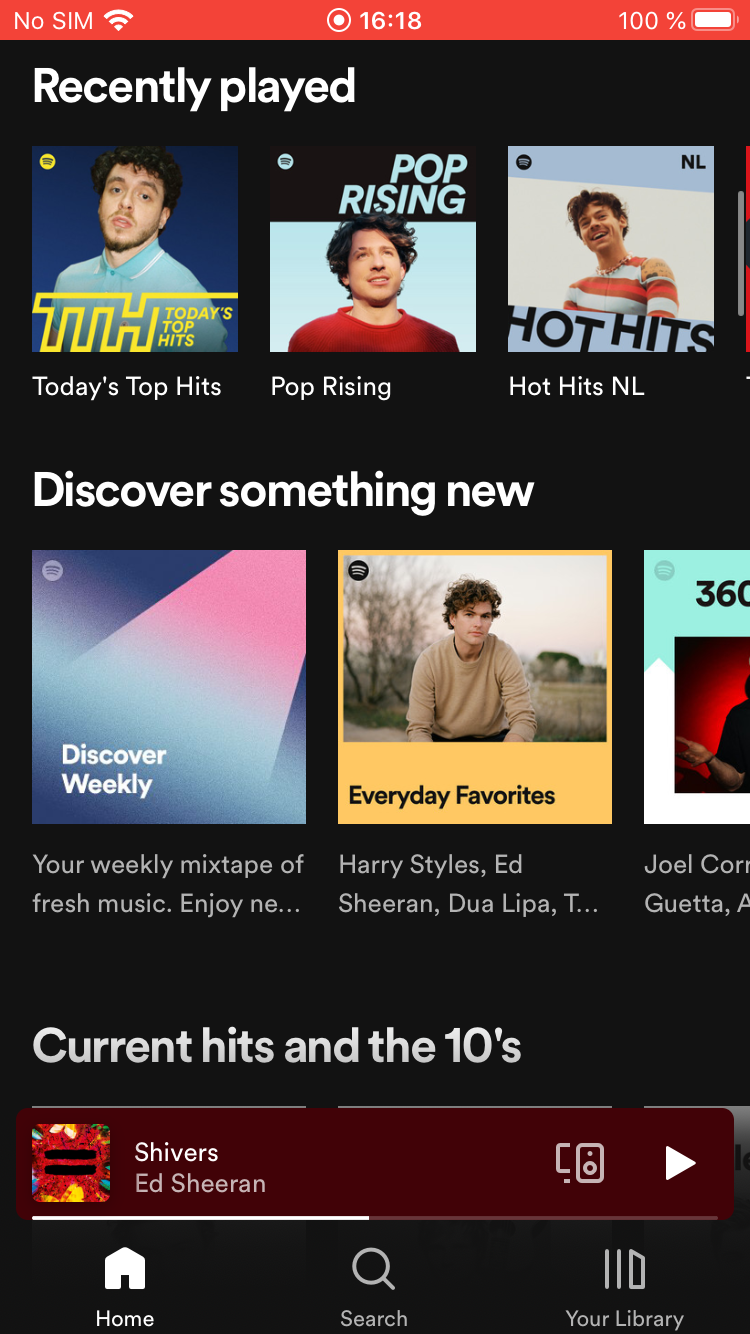 No SIM 16:18 100 %
Recently played
TTH TODAY'S
TOP
HITS
POP
RISING
NL
HOT HITS
Today's Top Hits
Pop Rising
Hot Hits NL
Discover something new
Discover
Weekly
Everyday Favorites
360
Your weekly mixtape of
fresh music. Enjoy ne...
Harry Styles, Ed
Sheeran, Dua Lipa, T...
Joel Corr
Guetta, A
Current hits and the 10's
Shivers
Ed Sheeran
Home
Search
Your Library